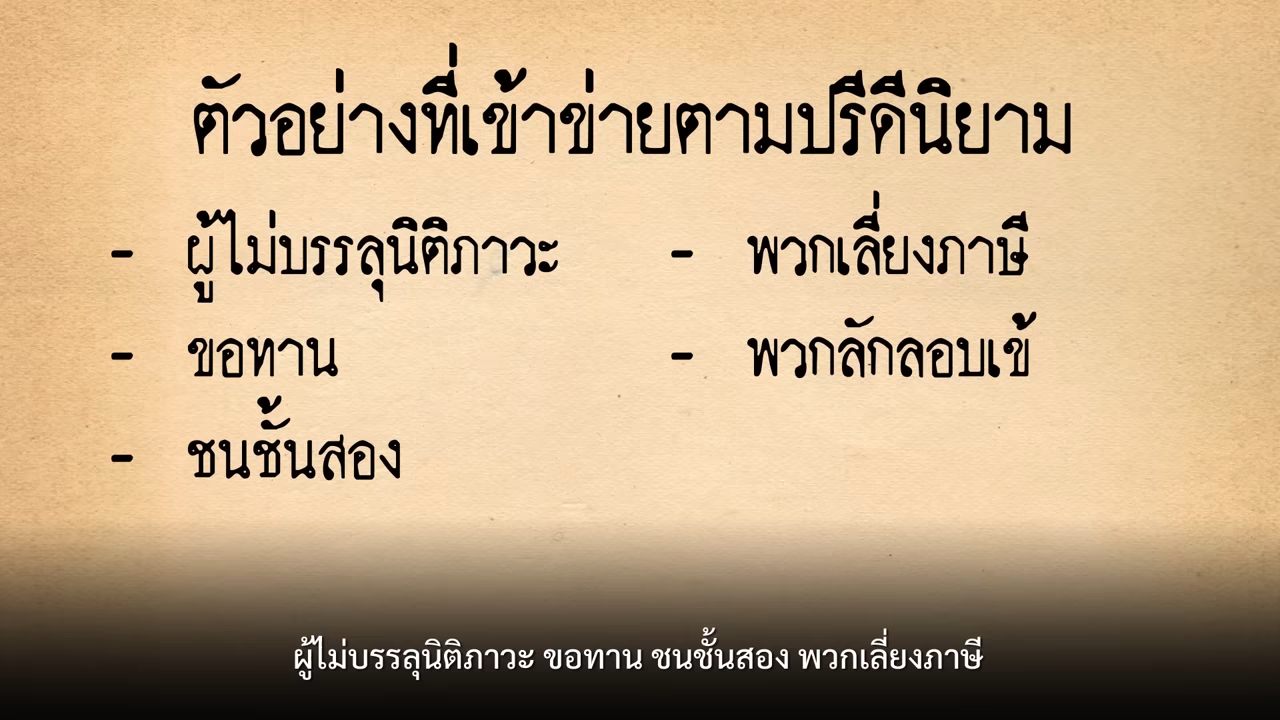 ตัวอย่างที่เข้าข่ายตามปรีดีนิยาม
- ผู้ไม่บรรลุนิติภาวะ
- ขอทาน
- ชนชั้นสอง
- พวกเลี่ยงภาษี
- พวกลักลอบเข้
ผู้ไม่บรรลุนิติภาวะ ขอทาน ชนชั้นสอง พวกเลี่ยงภาษี